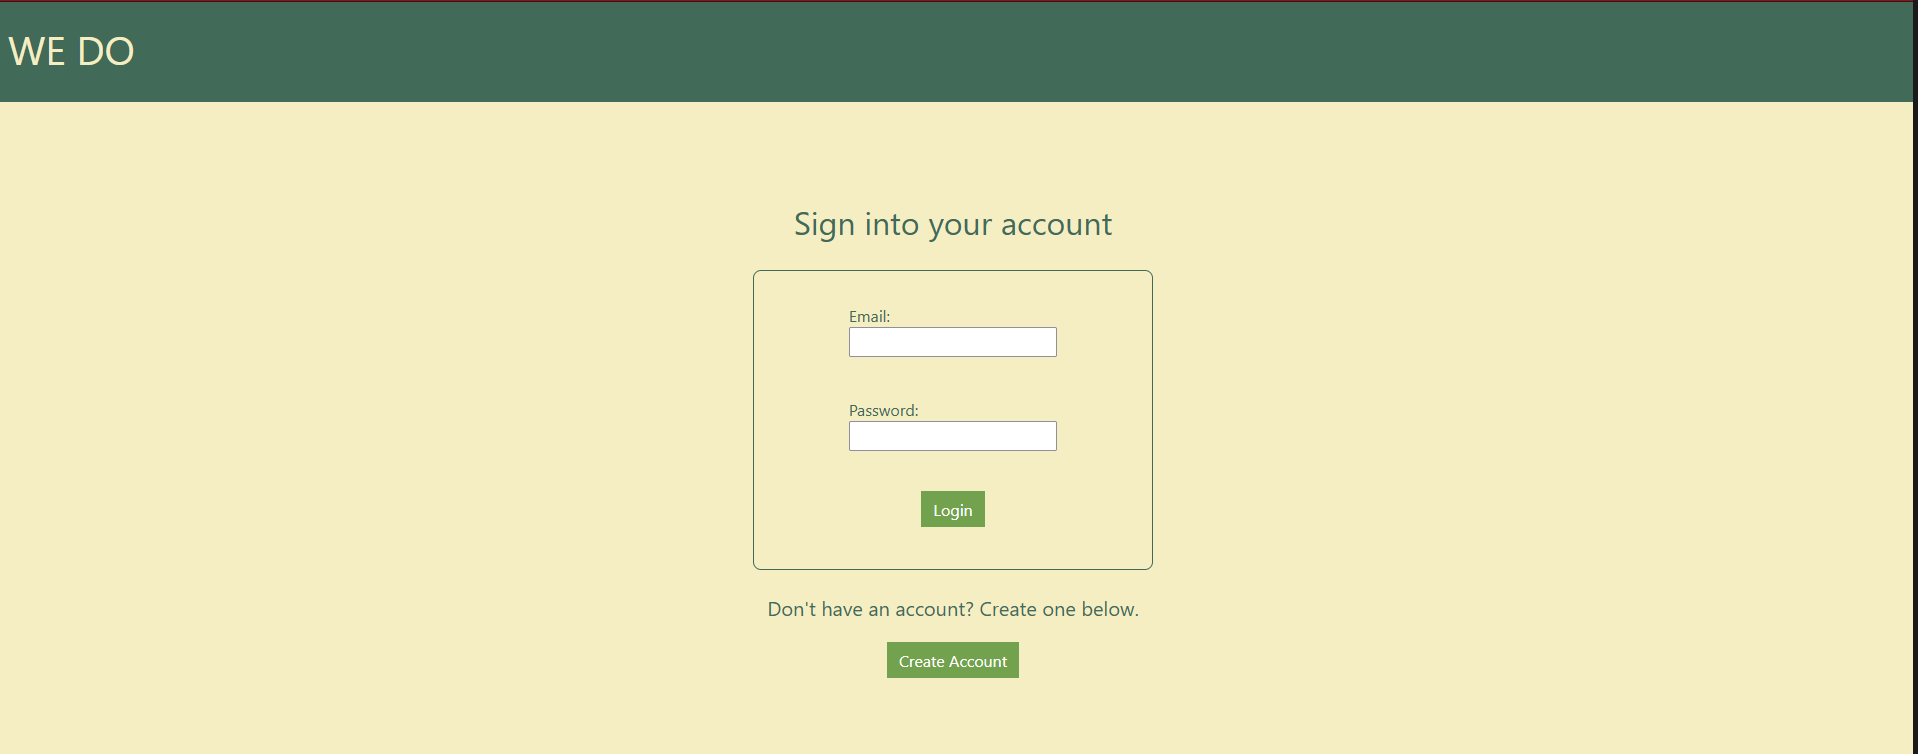 WE DO
Sign into your account
Email:
Password:
Login
Don't have an account? Create one below.
Create Account